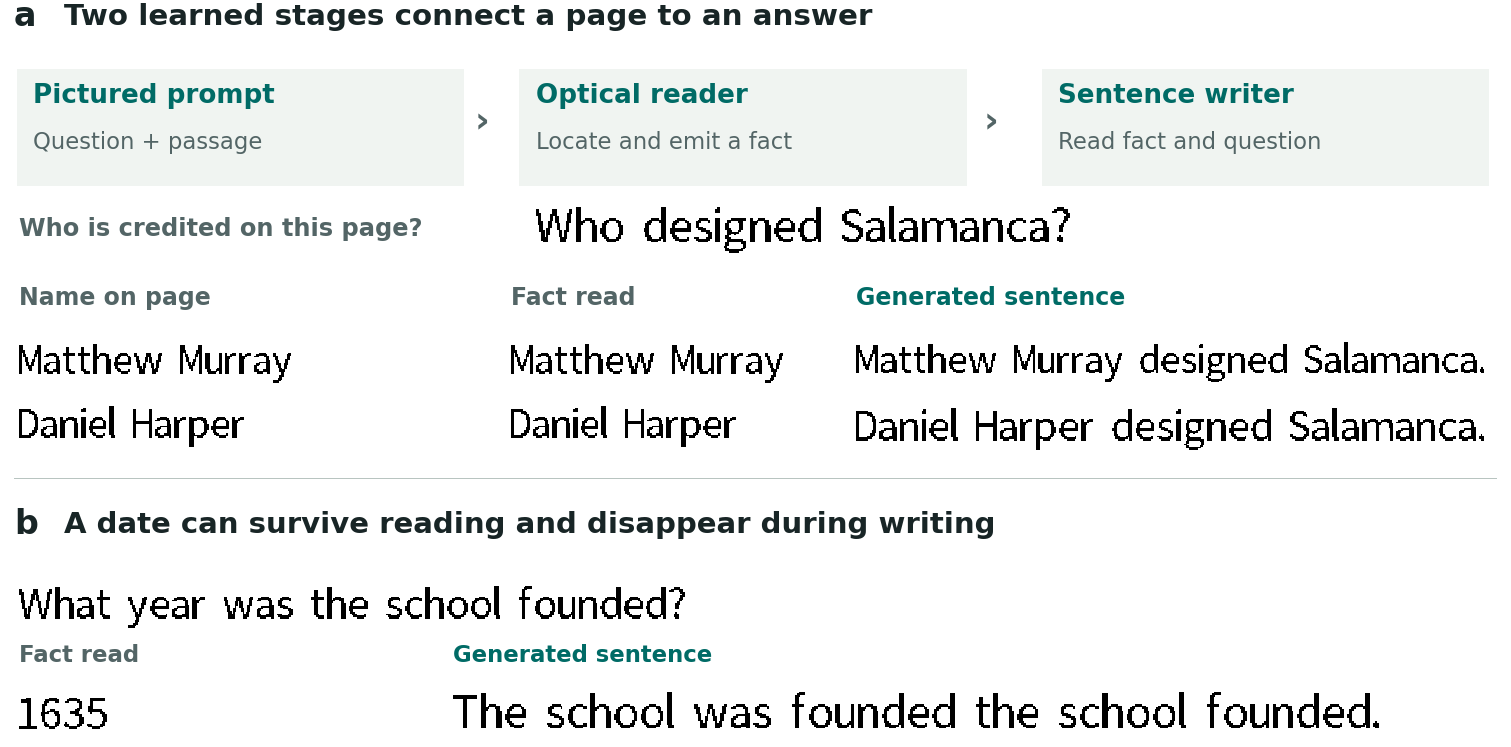 a Two learned stages connect a page to an answer
Pictured prompt › Optical reader › Sentence writer
Question + passage Locate and emit a fact Read fact and question
Who is credited on this page? Who designed Salamanca?
Name on page Fact read Generated sentence
Matthew Murray Matthew Murray Matthew Murray designed Salamanca.
Daniel Harper Daniel Harper Daniel Harper designed Salamanca.
b A date can survive reading and disappear during writing
What year was the school founded?
Fact read Generated sentence
1635 The school was founded the school founded.